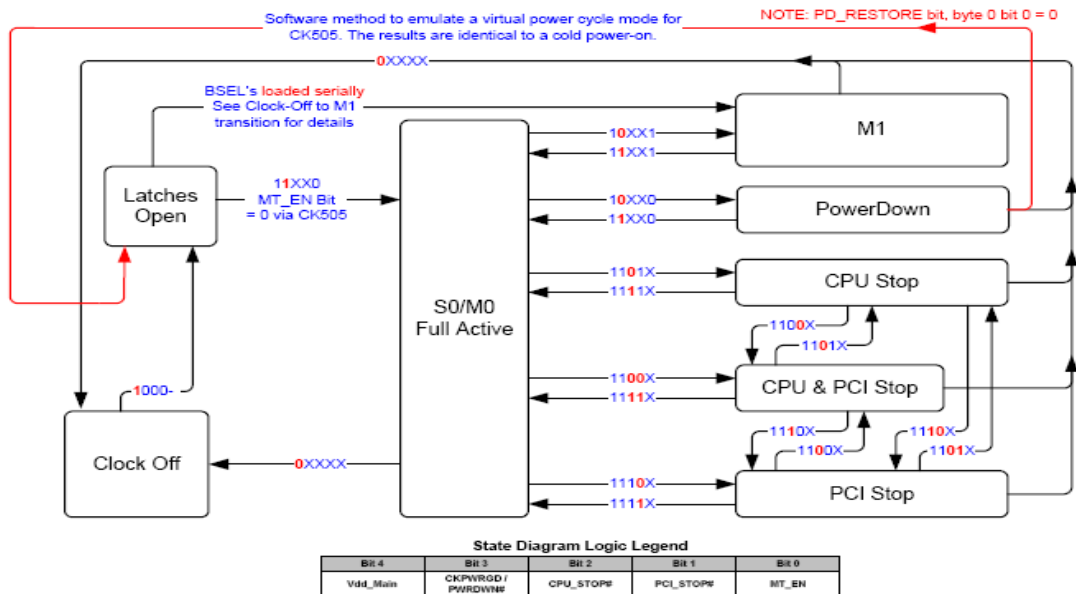 Software method to emulate a virtual power cycle mode for
CK505. The results are identical to a cold power-on.
NOTE: PD_RESTORE bit, byte 0 bit 0 = 0
0XXXX
BSEL's loaded serially
See Clock-Off to M1
transition for details
M1
10XX1
11XX1
Latches
Open
11XX0
MT_EN Bit
= 0 via CK505
10XX0
11XX0
PowerDown
S0/M0
Full Active
1101X
1111X
CPU Stop
1100X
1101X
1100X
1111X
CPU & PCI Stop
1000-
Clock Off
0XXXX
1110X
1100X
1110X
1101X
1110X
1111X
PCI Stop
State Diagram Logic Legend
Bit 4 Bit 3 Bit 2 Bit 1 Bit 0
Vdd_Main CKPWRGD / PWRDWN# CPU_STOP# PCI_STOP# MT_EN